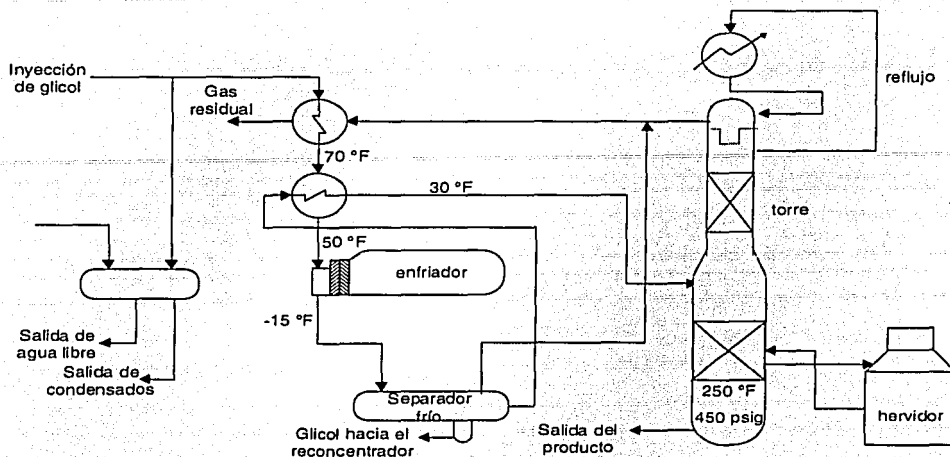 Inyección
de glicol
Gas
residual
70 °F
30 °F
50 °F
enfriador
-15 °F
Salida de
agua libre
Salida de
condensados
Separador
frío
Glicol hacia el
reconcentrador
reflujo
torre
250 °F
450 psig
Salida del
producto
hervidor